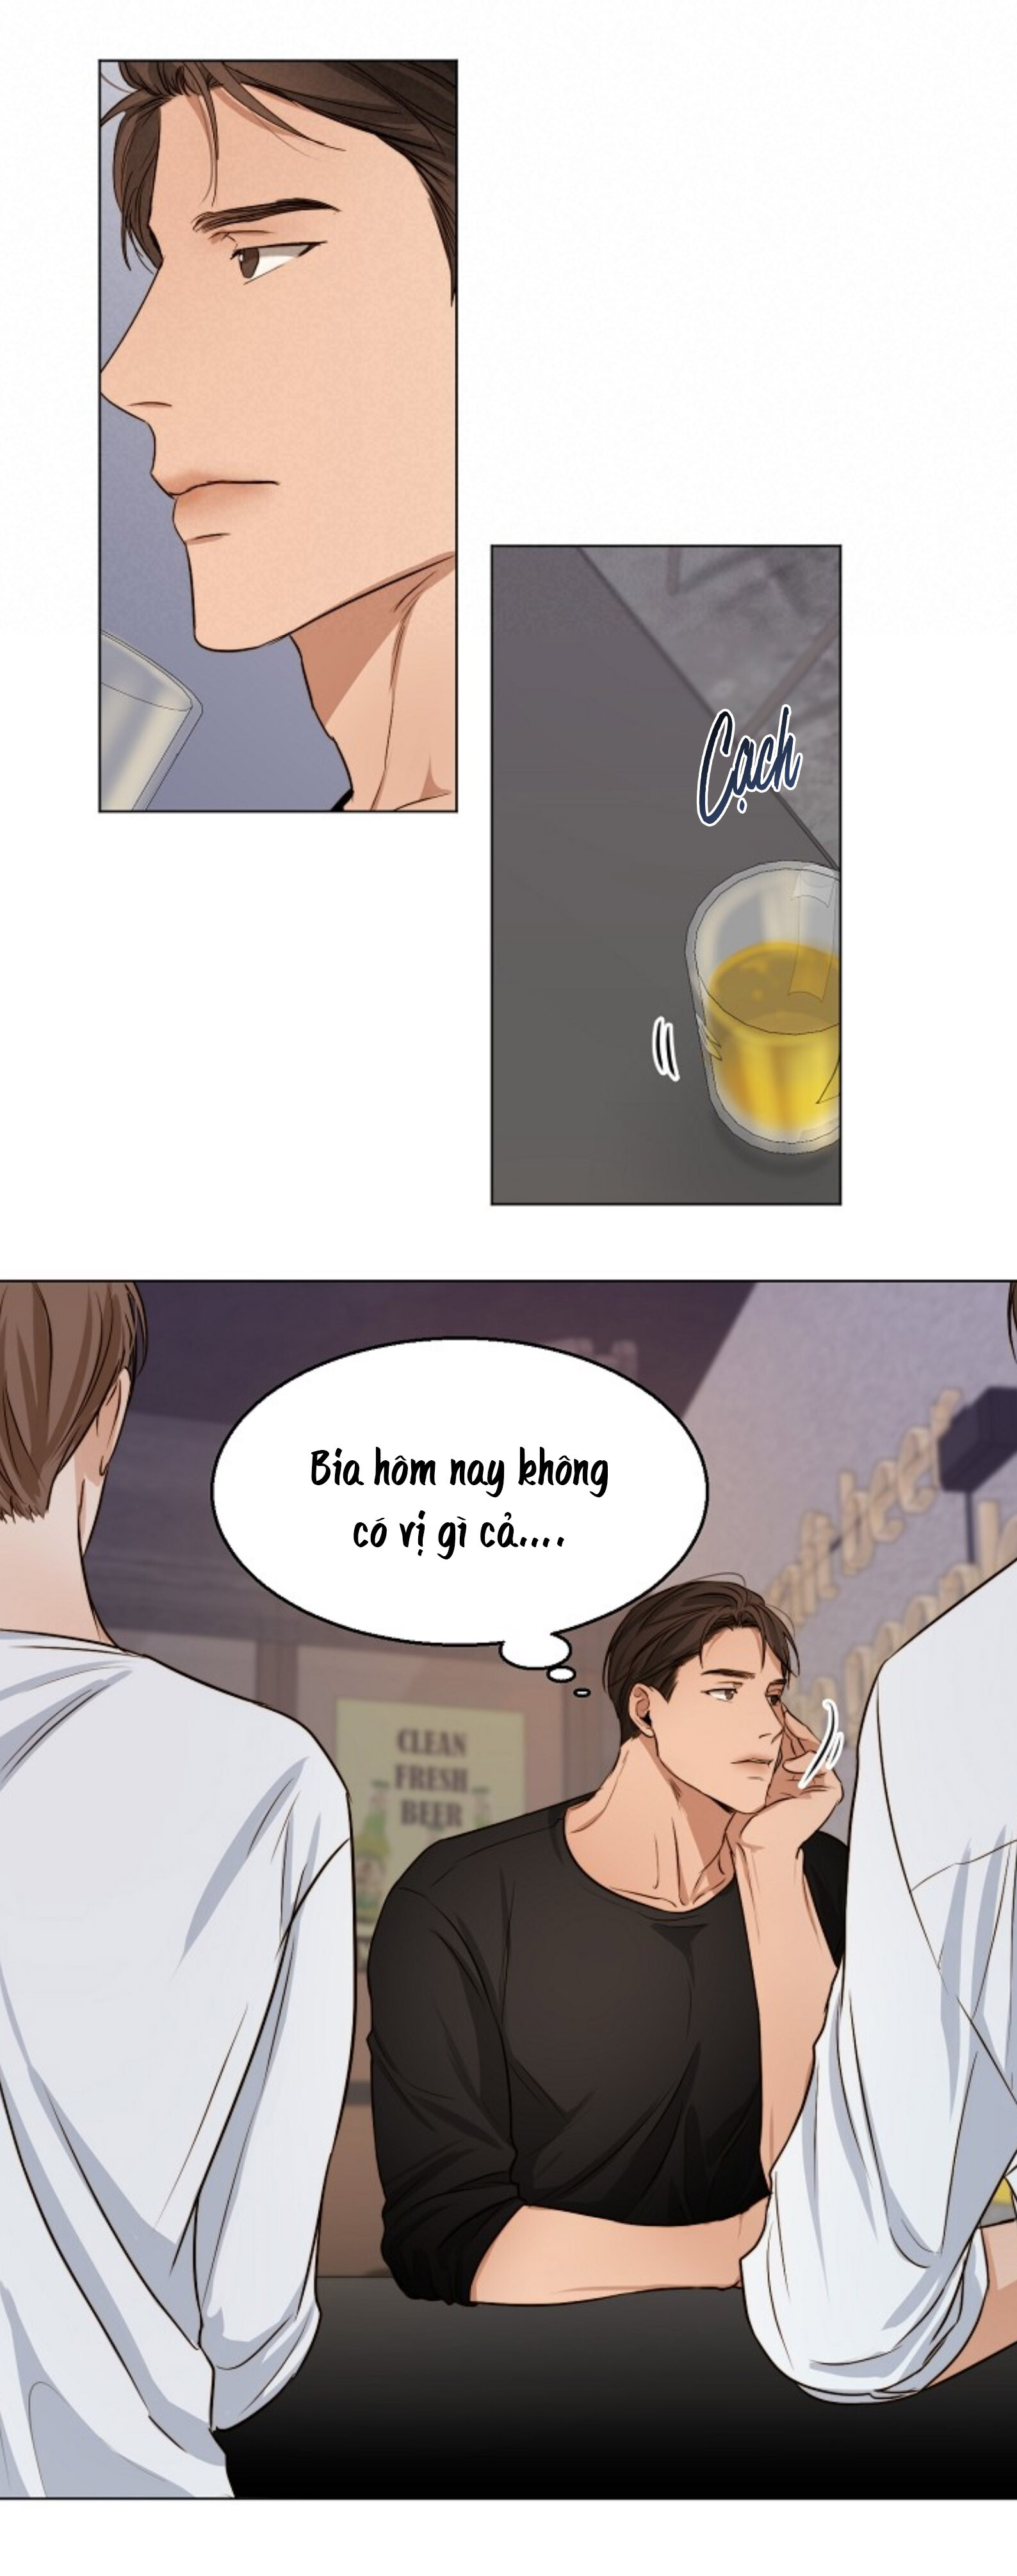 Cạch
Bia hôm nay không
có vị gì cả....
CLEAN
FRESH
BEER